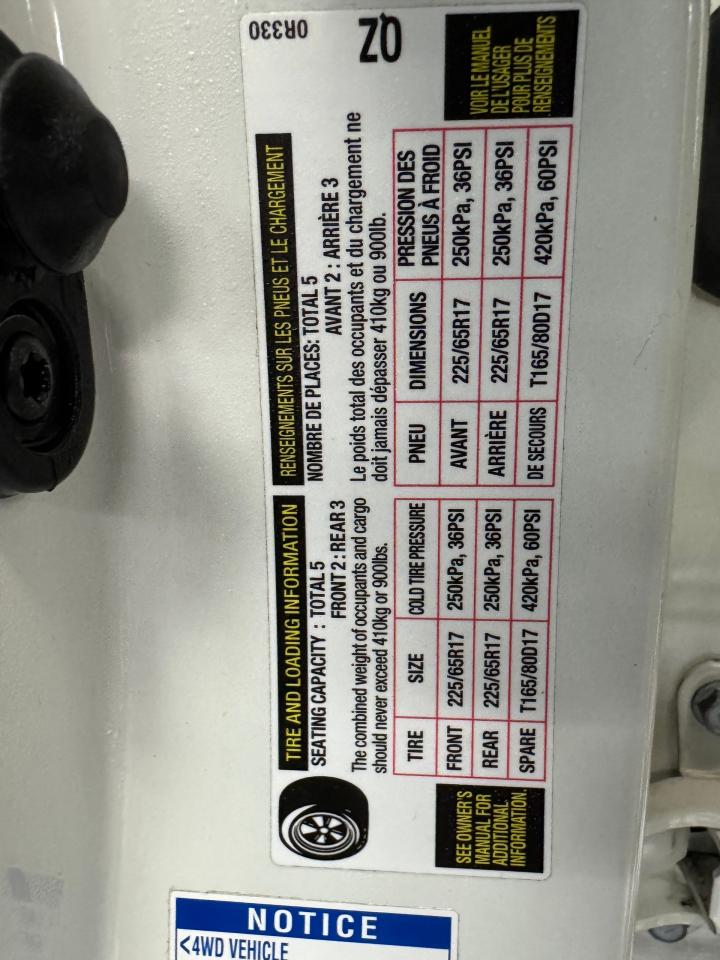 TIRE AND LOADING INFORMATION
SEATING CAPACITY : TOTAL 5
FRONT 2 : REAR 3
The combined weight of occupants and cargo
should never exceed 410kg or 900lbs.
TIRE SIZE COLD TIRE PRESSURE
FRONT 225/65R17 250kPa, 36PSI
REAR 225/65R17 250kPa, 36PSI
SPARE T165/80D17 420kPa, 60PSI
SEE OWNER'S
MANUAL FOR
ADDITIONAL
INFORMATION.
RENSEIGNEMENTS SUR LES PNEUS ET LE CHARGEMENT
NOMBRE DE PLACES: TOTAL 5
AVANT 2 : ARRIÈRE 3
Le poids total des occupants et du chargement ne
doit jamais dépasser 410kg ou 900lb.
PNEU DIMENSIONS PRESSION DES
PNEUS À FROID
AVANT 225/65R17 250kPa, 36PSI
ARRIÈRE 225/65R17 250kPa, 36PSI
DE SECOURS T165/80D17 420kPa, 60PSI
0R330
QZ
VOIR LE MANUEL
DE L'USAGER
POUR PLUS DE
RENSEIGNEMENTS
NOTICE
<4WD VEHICLE